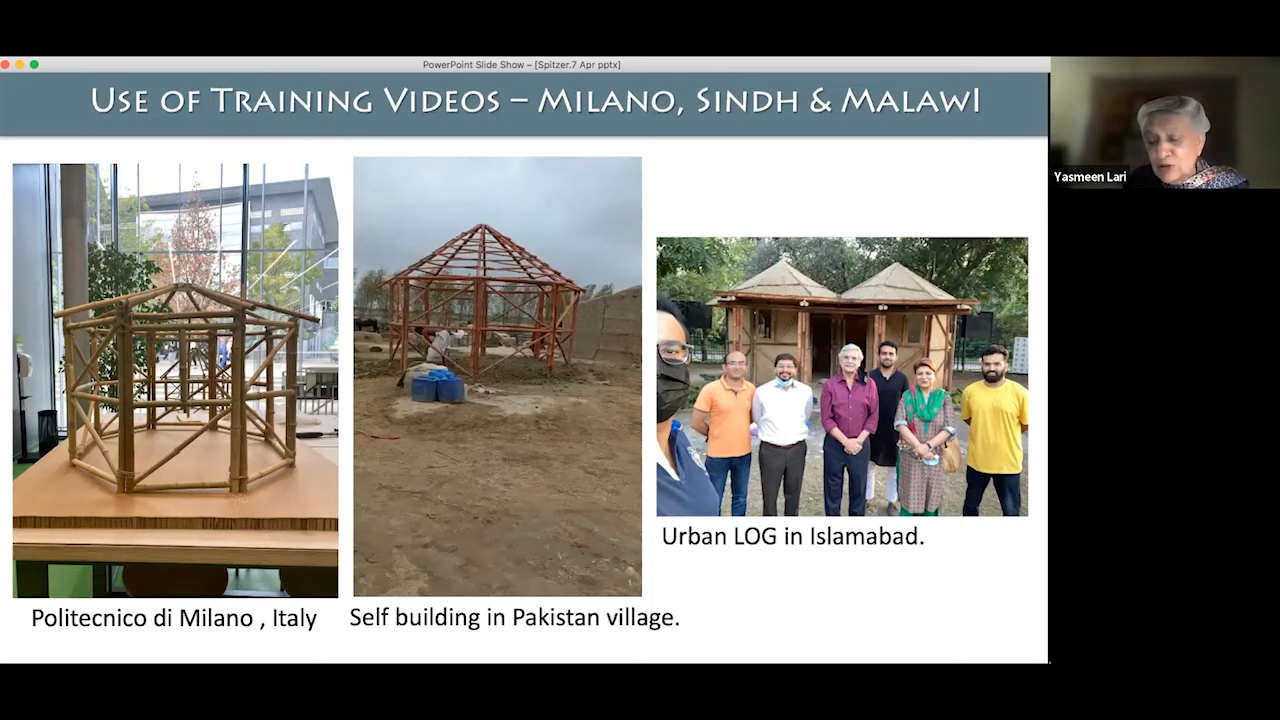 PowerPoint Slide Show – [Spitzer.7 Apr pptx]
Use of Training Videos – Milano, Sindh & Malawi
Yasmeen Lari
Urban LOG in Islamabad.
Politecnico di Milano , Italy
Self building in Pakistan village.